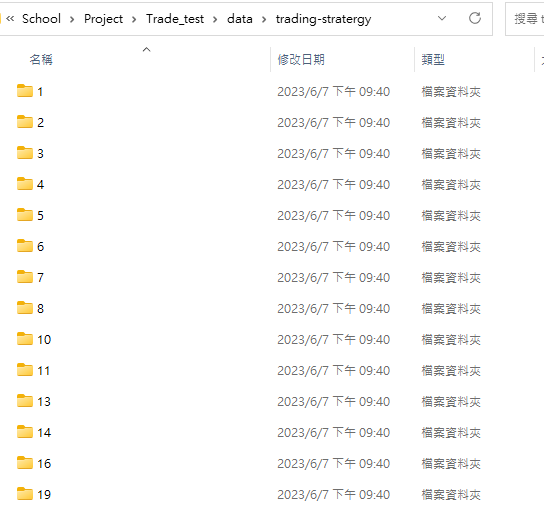 « School > Project > Trade_test > data > trading-stratergy 搜尋 t
名稱 修改日期 類型
1 2023/6/7 下午 09:40 檔案資料夾
2 2023/6/7 下午 09:40 檔案資料夾
3 2023/6/7 下午 09:40 檔案資料夾
4 2023/6/7 下午 09:40 檔案資料夾
5 2023/6/7 下午 09:40 檔案資料夾
6 2023/6/7 下午 09:40 檔案資料夾
7 2023/6/7 下午 09:40 檔案資料夾
8 2023/6/7 下午 09:40 檔案資料夾
10 2023/6/7 下午 09:40 檔案資料夾
11 2023/6/7 下午 09:40 檔案資料夾
13 2023/6/7 下午 09:40 檔案資料夾
14 2023/6/7 下午 09:40 檔案資料夾
16 2023/6/7 下午 09:40 檔案資料夾
19 2023/6/7 下午 09:40 檔案資料夾